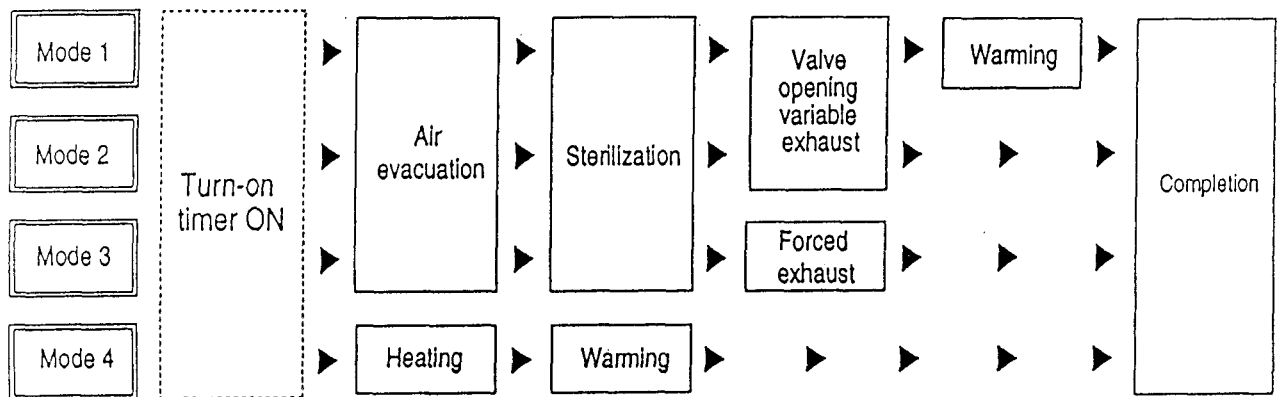 Mode 1
Mode 2
Mode 3
Mode 4
Turn-on
timer ON
Air
evacuation
Heating
Sterilization
Warming
Valve
opening
variable
exhaust
Forced
exhaust
Warming
Completion